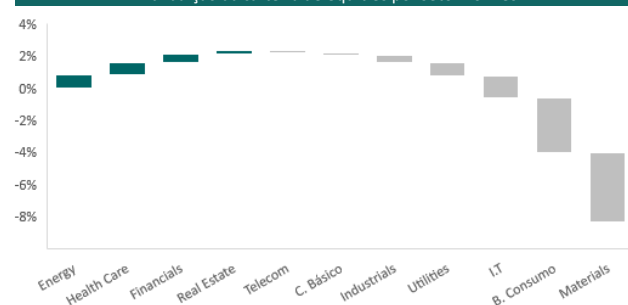 4%
2%
0%
-2%
-4%
-6%
-8%
Energy
Health Care
Financials
Real Estate
Telecom
C. Básico
Industrials
Utilities
I.T
B. Consumo
Materials